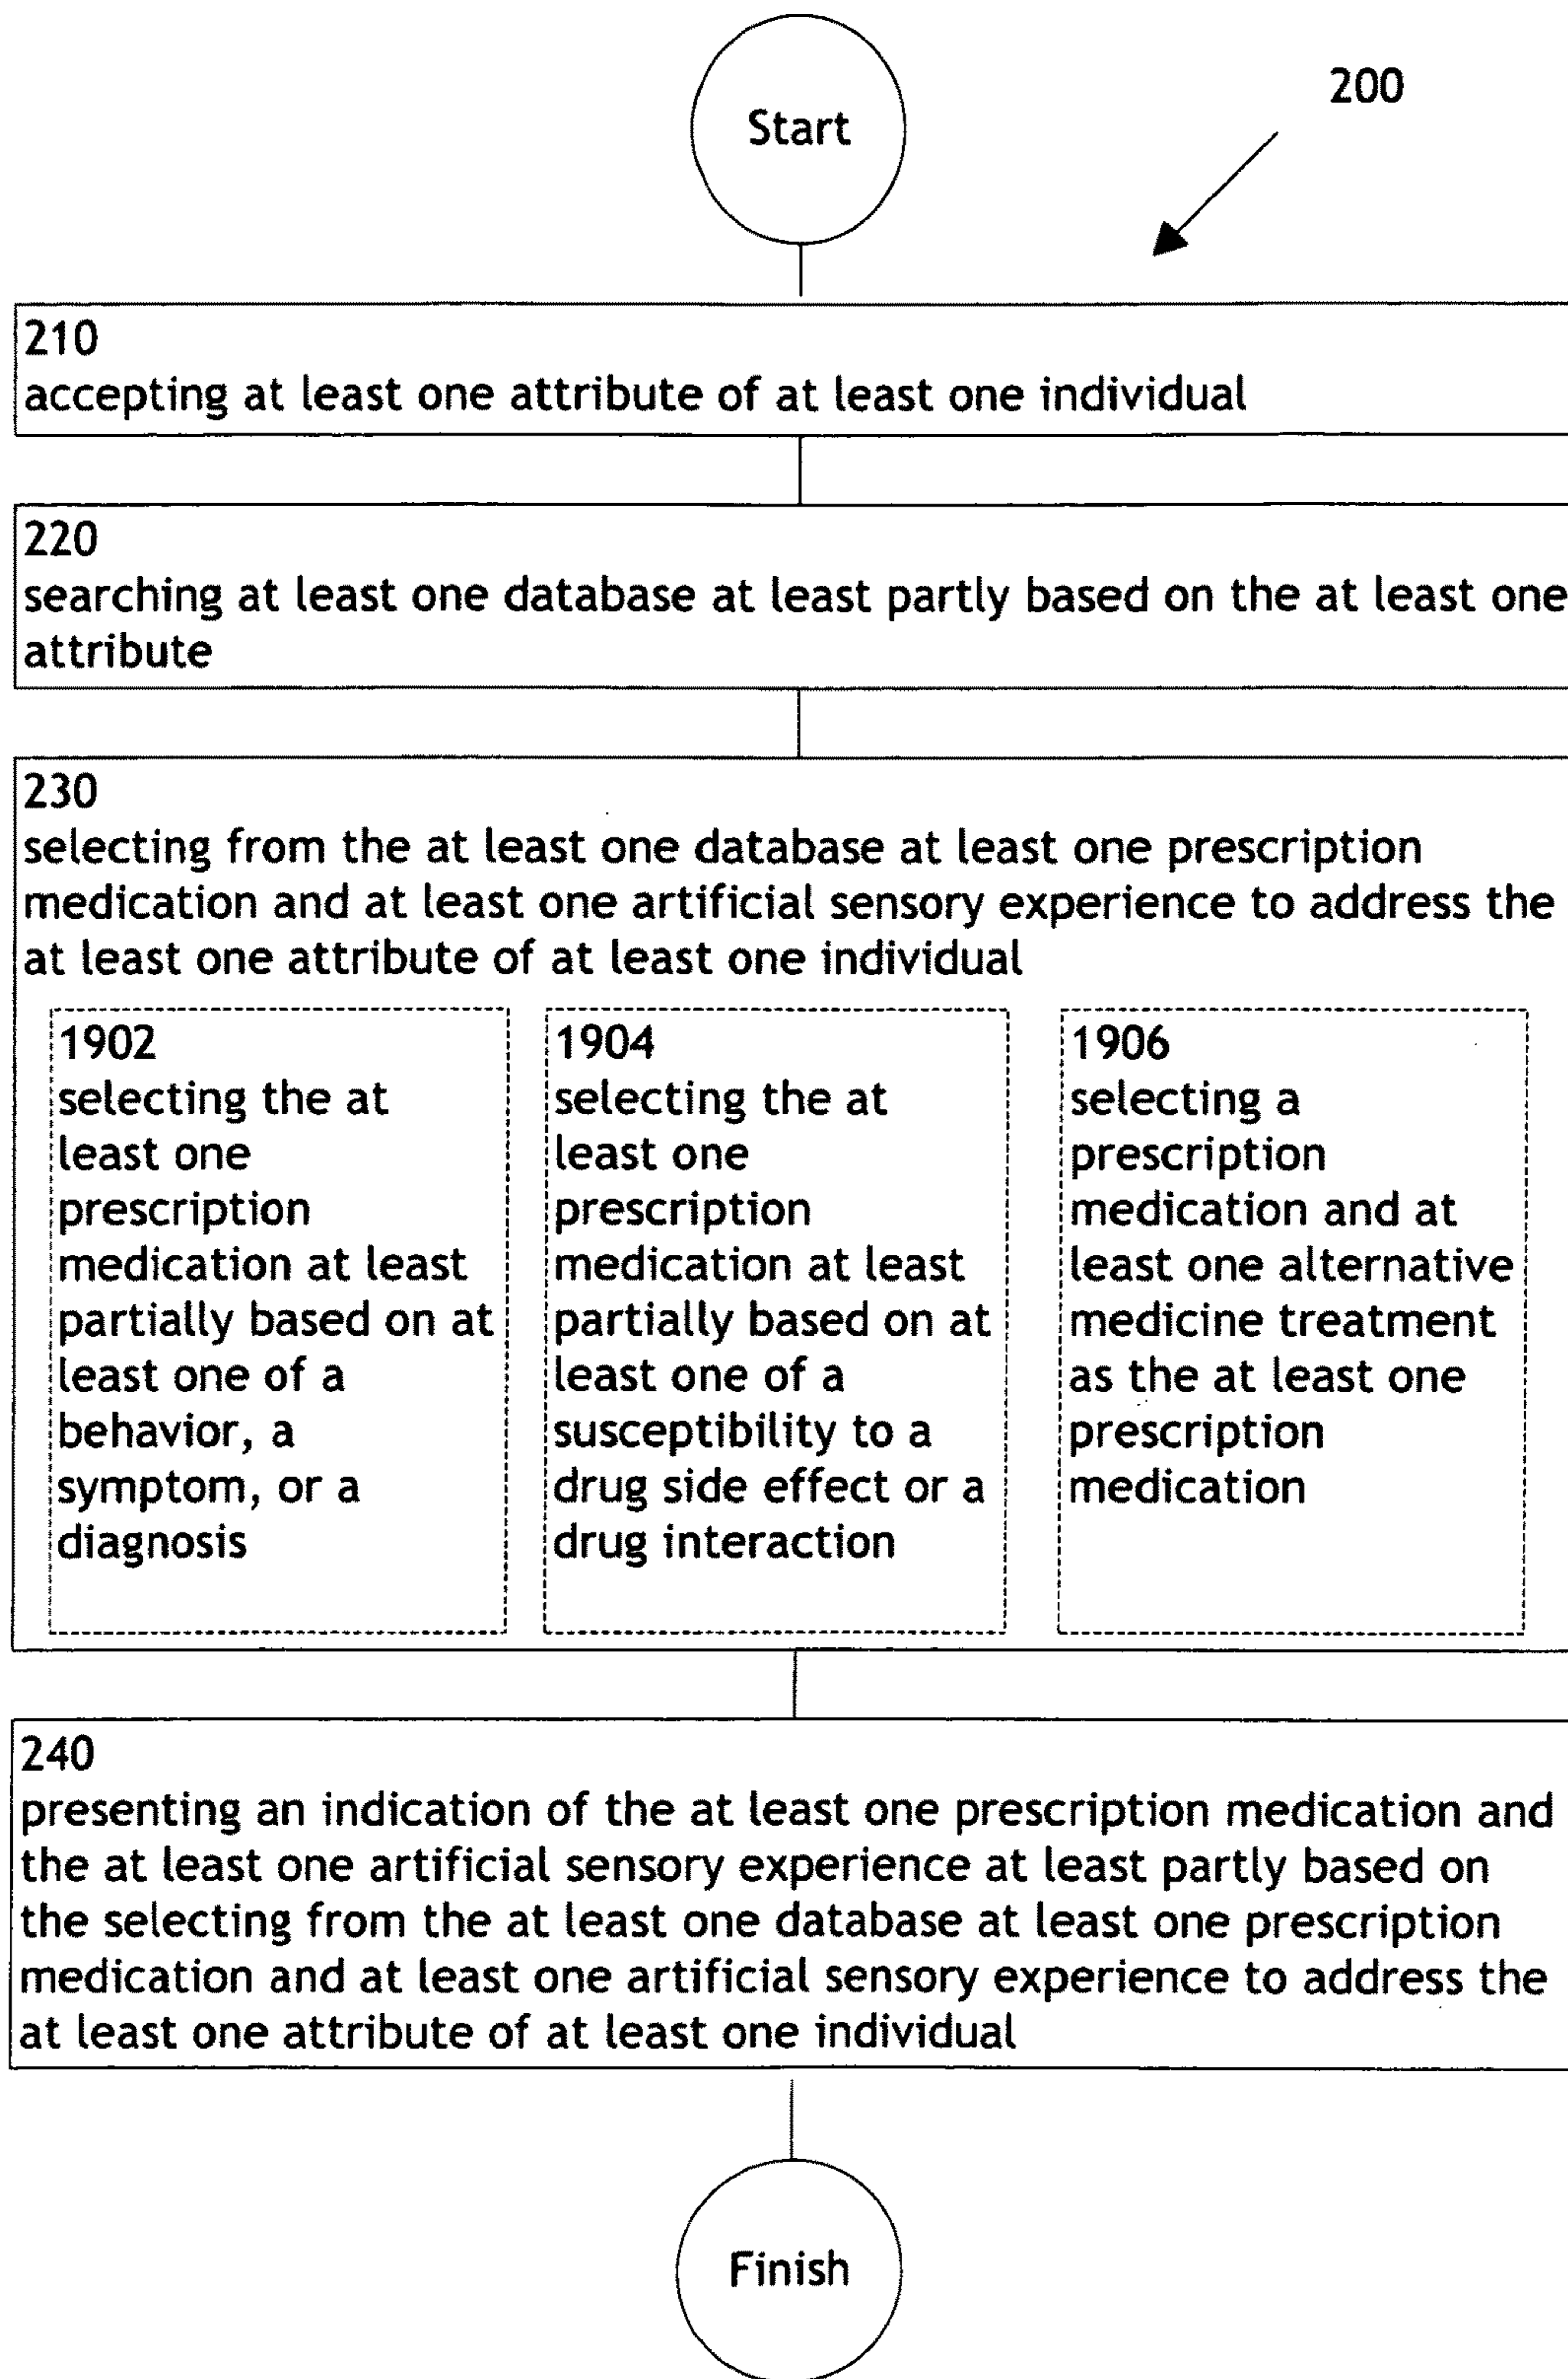 Start
200
210
accepting at least one attribute of at least one individual
220
searching at least one database at least partly based on the at least one
attribute
230
selecting from the at least one database at least one prescription
medication and at least one artificial sensory experience to address the
at least one attribute of at least one individual
1902
selecting the at
least one
prescription
medication at least
partially based on at
least one of a
behavior, a
symptom, or a
diagnosis
1904
selecting the at
least one
prescription
medication at least
partially based on at
least one of a
susceptibility to a
drug side effect or a
drug interaction
1906
selecting a
prescription
medication and at
least one alternative
medicine treatment
as the at least one
prescription
medication
240
presenting an indication of the at least one prescription medication and
the at least one artificial sensory experience at least partly based on
the selecting from the at least one database at least one prescription
medication and at least one artificial sensory experience to address the
at least one attribute of at least one individual
Finish